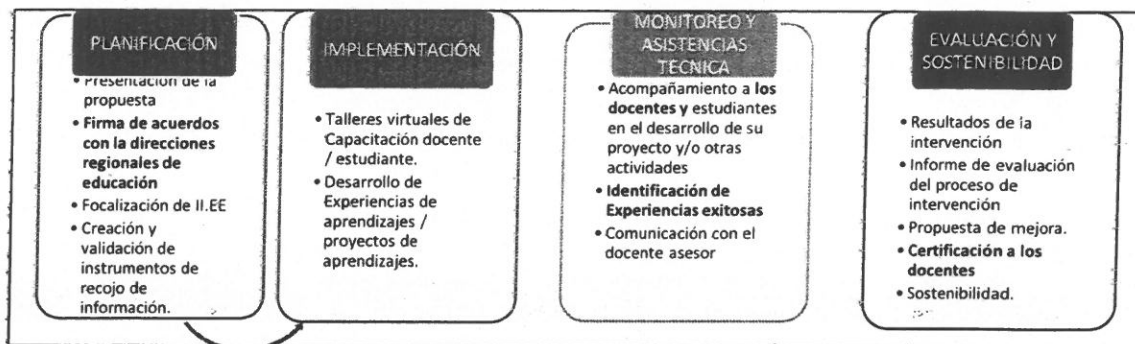 PLANIFICACIÓN
• Presentación de la
propuesta
• Firma de acuerdos
con la direcciones
regionales de
educación
• Focalización de II.EE
• Creación y
validación de
instrumentos de
recojo de
información.
IMPLEMENTACIÓN
• Talleres virtuales de
Capacitación docente
/ estudiante.
• Desarrollo de
Experiencias de
aprendizajes /
proyectos de
aprendizajes.
MONITOREO Y
ASISTENCIAS
TECNICA
• Acompañamiento a los
docentes y estudiantes
en el desarrollo de su
proyecto y/o otras
actividades
• Identificación de
Experiencias exitosas
• Comunicación con el
docente asesor
EVALUACIÓN Y
SOSTENIBILIDAD
• Resultados de la
intervención
• Informe de evaluación
del proceso de
intervención
• Propuesta de mejora.
• Certificación a los
docentes
• Sostenibilidad.